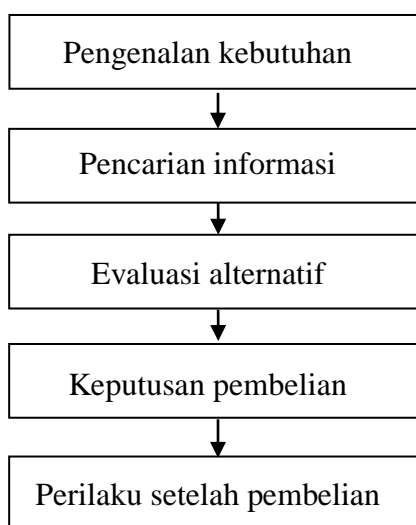 Pengenalan kebutuhan
Pencarian informasi
Evaluasi alternatif
Keputusan pembelian
Perilaku setelah pembelian